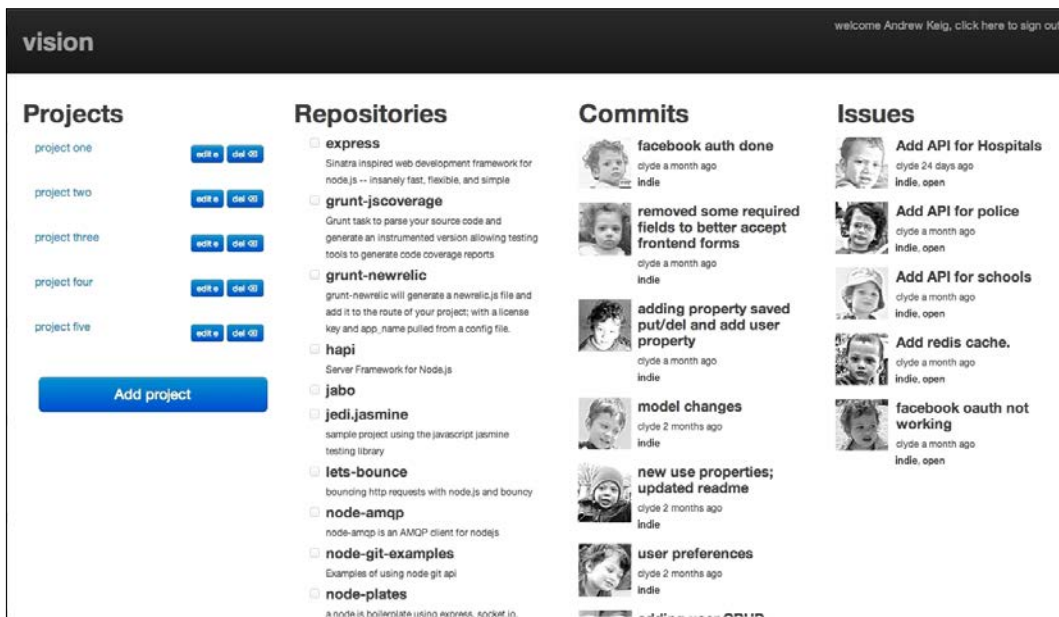 vision
welcome Andrew Keig, click here to sign out
Projects
project one
edit e
del ⌫
project two
edit e
del ⌫
project three
edit e
del ⌫
project four
edit e
del ⌫
project five
edit e
del ⌫
Add project
Repositories
express
Sinatra inspired web development framework for
node.js -- insanely fast, flexible, and simple
grunt-jscoverage
Grunt task to parse your source code and
generate an instrumented version allowing testing
tools to generate code coverage reports
grunt-newrelic
grunt-newrelic will generate a newrelic.js file and
add it to the route of your project; with a license
key and app_name pulled from a config file.
hapi
Server Framework for Node.js
jabo
jedi.jasmine
sample project using the javascript jasmine
testing library
lets-bounce
bouncing http requests with node.js and bouncy
node-amqp
node-amqp is an AMQP client for nodejs
node-git-examples
Examples of using node git api
node-plates
a node.js boilerplate using express, socket.io,
Commits
facebook auth done
clyde a month ago
indie
removed some required
fields to better accept
frontend forms
clyde a month ago
indie
adding property saved
put/del and add user
property
clyde a month ago
indie
model changes
clyde 2 months ago
indie
new use properties;
updated readme
clyde 2 months ago
indie
user preferences
clyde 2 months ago
indie
adding user CRUD
Issues
Add API for Hospitals
clyde 24 days ago
indie, open
Add API for police
clyde a month ago
indie, open
Add API for schools
clyde a month ago
indie, open
Add redis cache.
clyde a month ago
indie, open
facebook oauth not
working
clyde a month ago
indie, open